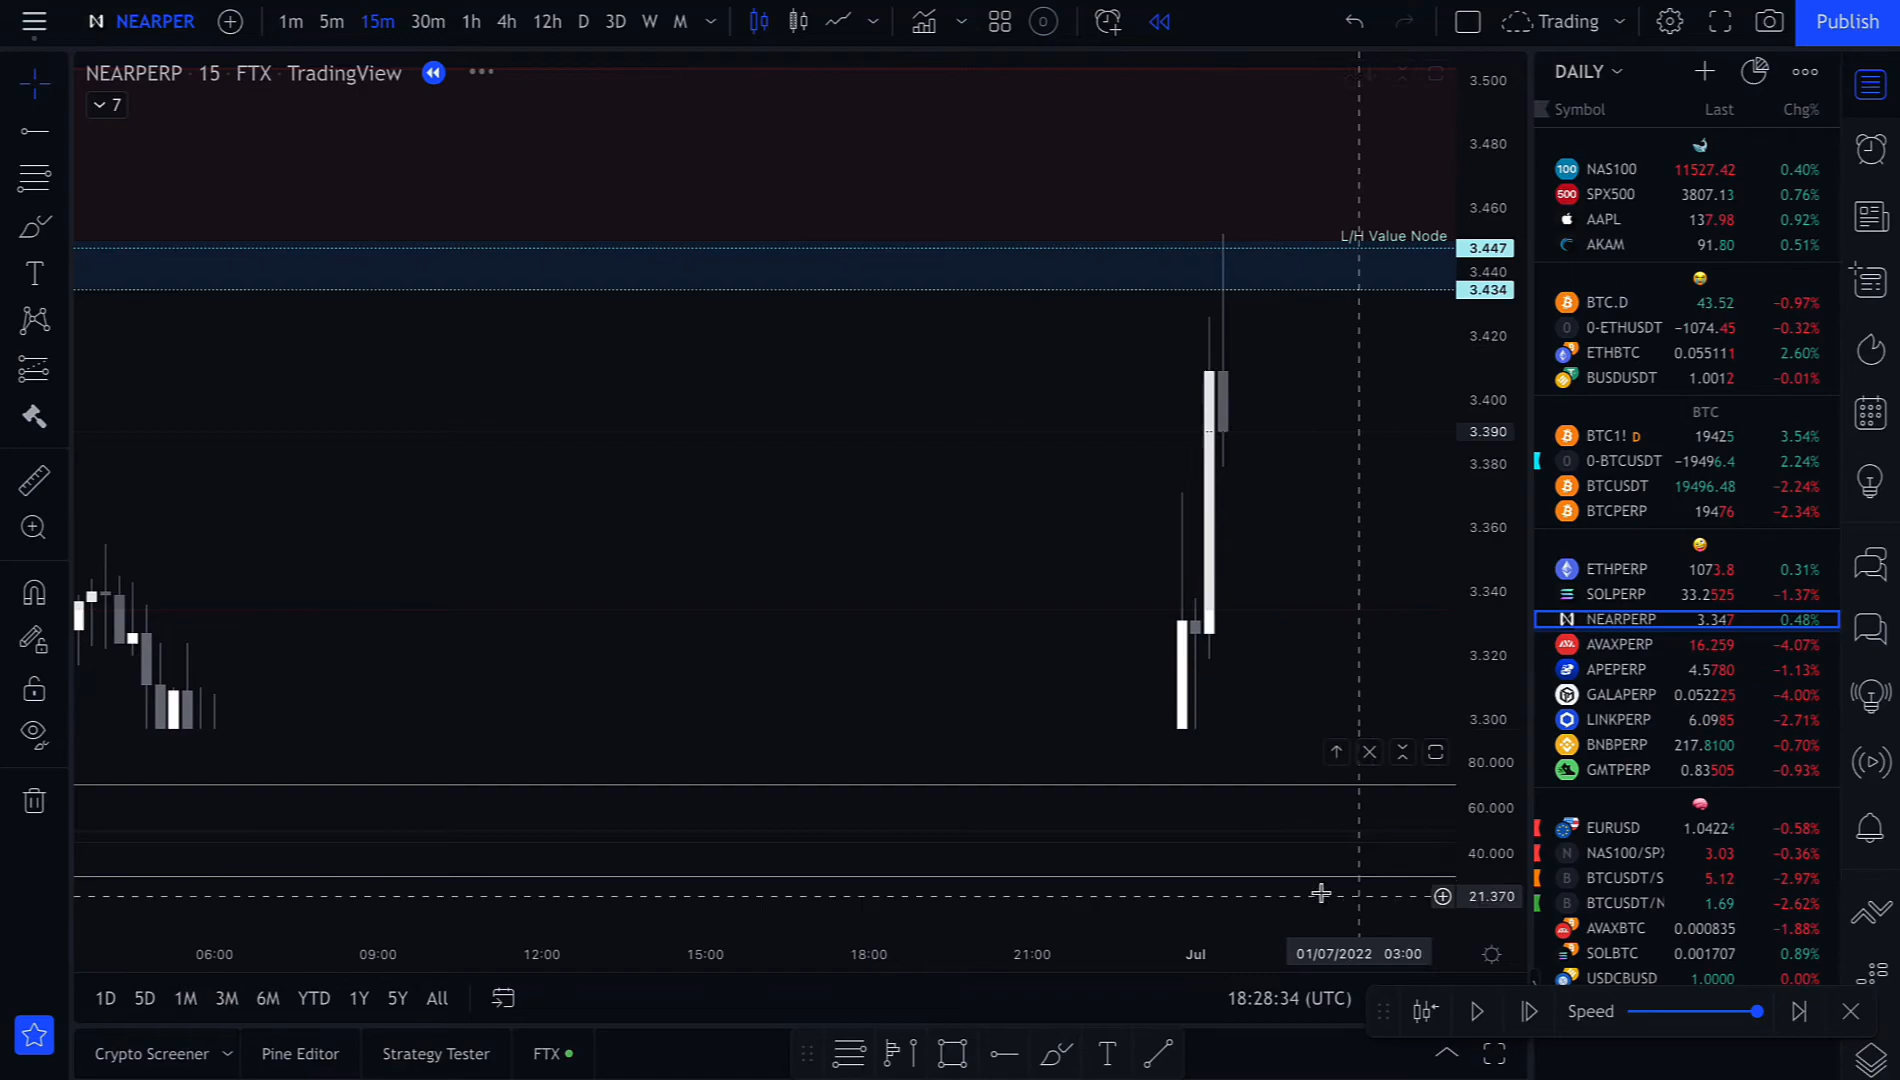 NEARPER 1m 5m 15m 30m 1h 4h 12h D 3D W M Trading Publish
NEARPERP · 15 · FTX TradingView
7
3.500
3.480
3.460
L/H Value Node
3.447
3.440
3.434
3.420
3.400
3.390
3.380
3.360
3.340
3.320
3.300
80.000
60.000
40.000
21.370
06:00 09:00 12:00 15:00 18:00 21:00 Jul 01/07/2022 03:00
1D 5D 1M 3M 6M YTD 1Y 5Y All 18:28:34 (UTC)
Speed
Crypto Screener Pine Editor Strategy Tester FTX
DAILY
Symbol Last Chg%
100 NAS100 11527.42 0.40%
500 SPX500 3807.13 0.76%
AAPL 137.98 0.92%
AKAM 91.80 0.51%
BTC.D 43.52 −0.97%
0 0-ETHUSDT −1074.45 −0.32%
ETHBTC 0.055111 2.60%
BUSDUSDT 1.0012 −0.01%
BTC
BTC1! D 19425 3.54%
0 0-BTCUSDT −19496.4 2.24%
BTCUSDT 19496.48 −2.24%
BTCPERP 19476 −2.34%
ETHPERP 1073.8 0.31%
SOLPERP 33.2525 −1.37%
NEARPERP 3.347 0.48%
AVAXPERP 16.259 −4.07%
APEPERP 4.5780 −1.13%
GALAPERP 0.052225 −4.00%
LINKPERP 6.0985 −2.71%
BNBPERP 217.8100 −0.70%
GMTPERP 0.83505 −0.93%
EURUSD 1.04224 −0.58%
N NAS100/SP 3.03 −0.36%
B BTCUSDT/S 5.12 −2.97%
B BTCUSDT/N 1.69 −2.62%
AVAXBTC 0.000835 −1.88%
SOLBTC 0.001707 0.89%
USDCBUSD 1.0000 0.00%